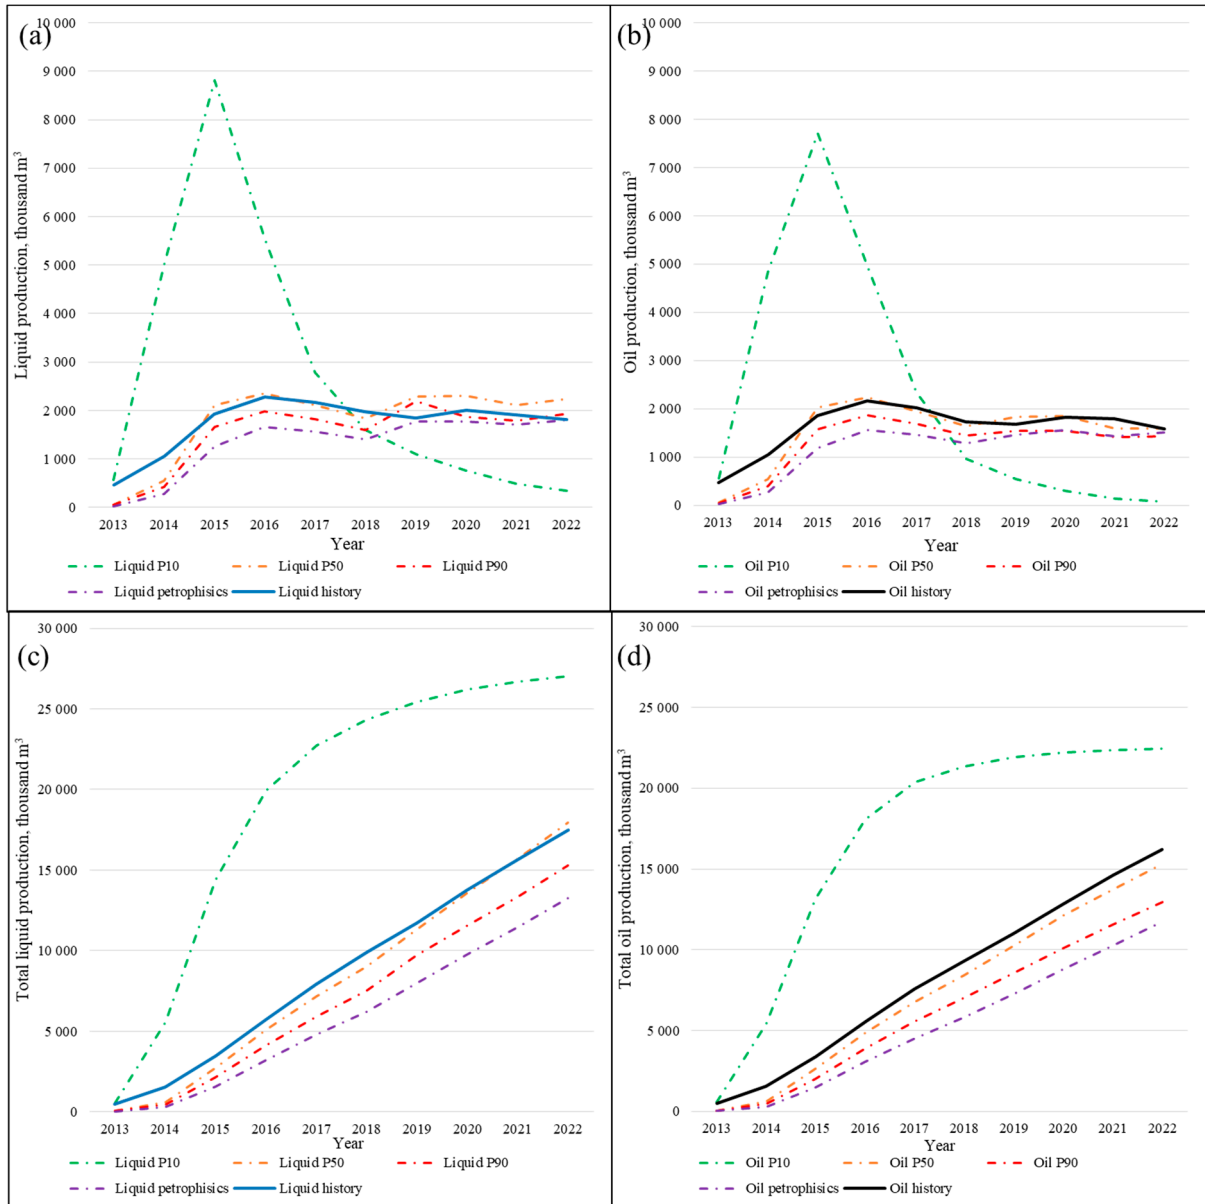 (a)
10 000
9 000
8 000
7 000
6 000
5 000
4 000
3 000
2 000
1 000
0
Liquid production, thousand m³
2013 2014 2015 2016 2017 2018 2019 2020 2021 2022
Year
Liquid P10 Liquid P50 Liquid P90
Liquid petrophisics Liquid history
(b)
10 000
9 000
8 000
7 000
6 000
5 000
4 000
3 000
2 000
1 000
0
Oil production, thousand m³
2013 2014 2015 2016 2017 2018 2019 2020 2021 2022
Year
Oil P10 Oil P50 Oil P90
Oil petrophisics Oil history
(c)
30 000
25 000
20 000
15 000
10 000
5 000
0
Total liquid production, thousand m³
2013 2014 2015 2016 2017 2018 2019 2020 2021 2022
Year
Liquid P10 Liquid P50 Liquid P90
Liquid petrophisics Liquid history
(d)
30 000
25 000
20 000
15 000
10 000
5 000
0
Total oil production, thousand m³
2013 2014 2015 2016 2017 2018 2019 2020 2021 2022
Year
Oil P10 Oil P50 Oil P90
Oil petrophisics Oil history